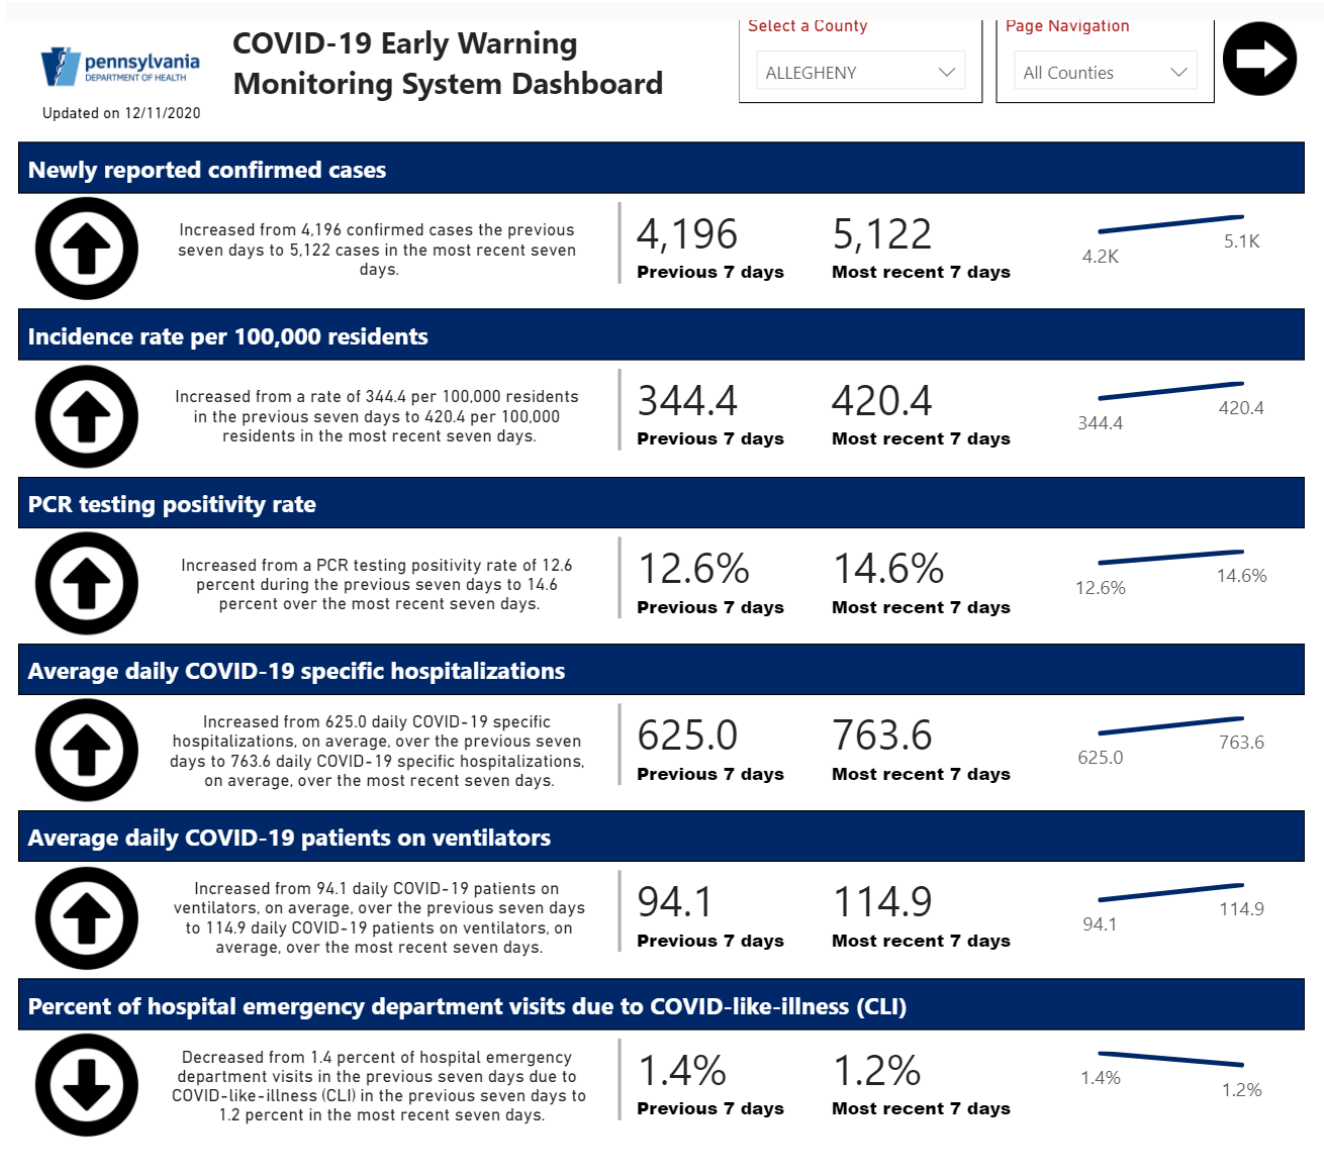 pennsylvania
DEPARTMENT OF HEALTH
Updated on 12/11/2020
COVID-19 Early Warning
Monitoring System Dashboard
Select a County
ALLEGHENY
Page Navigation
All Counties
Newly reported confirmed cases
Increased from 4,196 confirmed cases the previous
seven days to 5,122 cases in the most recent seven
days.
4,196
Previous 7 days
5,122
Most recent 7 days
4.2K
5.1K
Incidence rate per 100,000 residents
Increased from a rate of 344.4 per 100,000 residents
in the previous seven days to 420.4 per 100,000
residents in the most recent seven days.
344.4
Previous 7 days
420.4
Most recent 7 days
344.4
420.4
PCR testing positivity rate
Increased from a PCR testing positivity rate of 12.6
percent during the previous seven days to 14.6
percent over the most recent seven days.
12.6%
Previous 7 days
14.6%
Most recent 7 days
12.6%
14.6%
Average daily COVID-19 specific hospitalizations
Increased from 625.0 daily COVID-19 specific
hospitalizations, on average, over the previous seven
days to 763.6 daily COVID-19 specific hospitalizations,
on average, over the most recent seven days.
625.0
Previous 7 days
763.6
Most recent 7 days
625.0
763.6
Average daily COVID-19 patients on ventilators
Increased from 94.1 daily COVID-19 patients on
ventilators, on average, over the previous seven days
to 114.9 daily COVID-19 patients on ventilators, on
average, over the most recent seven days.
94.1
Previous 7 days
114.9
Most recent 7 days
94.1
114.9
Percent of hospital emergency department visits due to COVID-like-illness (CLI)
Decreased from 1.4 percent of hospital emergency
department visits in the previous seven days due to
COVID-like-illness (CLI) in the previous seven days to
1.2 percent in the most recent seven days.
1.4%
Previous 7 days
1.2%
Most recent 7 days
1.4%
1.2%